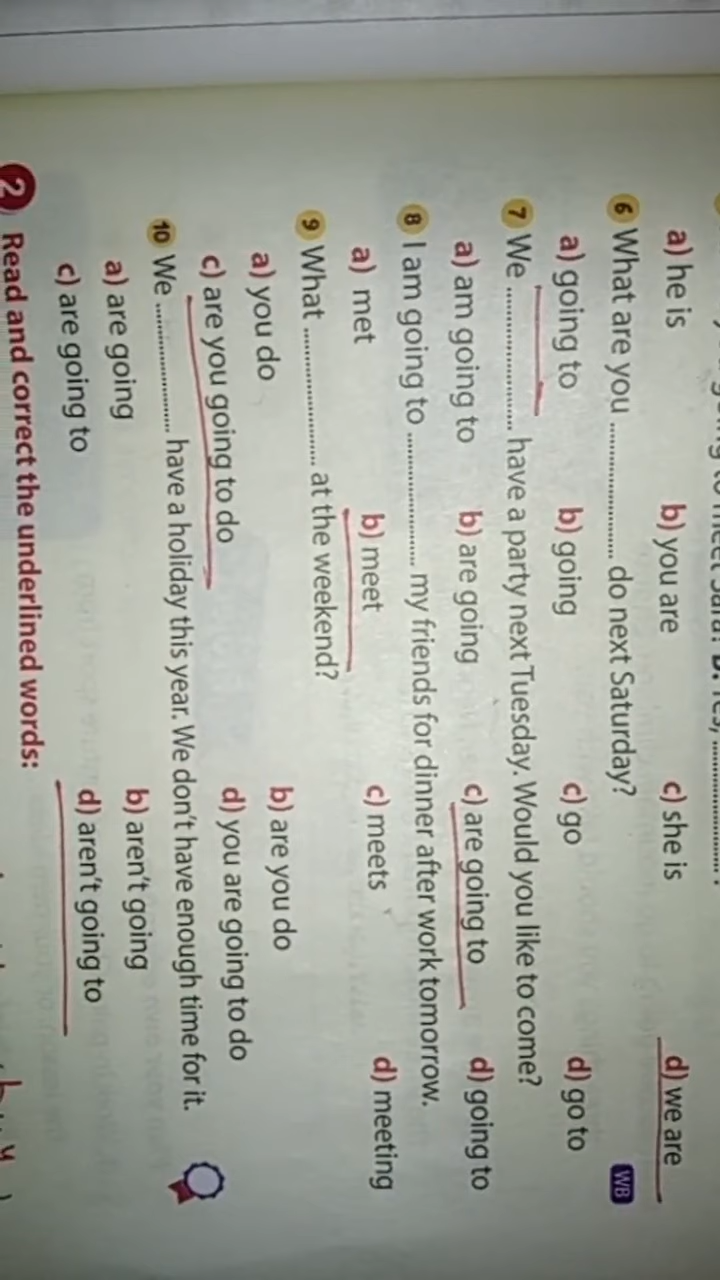 a) he is b) you are c) she is d) we are
6 What are you .................. do next Saturday? WB
a) going to b) going c) go d) go to
7 We .................. have a party next Tuesday. Would you like to come?
a) am going to b) are going c) are going to d) going to
8 I am going to .................. my friends for dinner after work tomorrow.
a) met b) meet c) meets d) meeting
9 What .................. at the weekend?
a) you do b) are you do
c) are you going to do d) you are going to do
10 We .................. have a holiday this year. We don't have enough time for it.
a) are going b) aren't going
c) are going to d) aren't going to
2 Read and correct the underlined words: